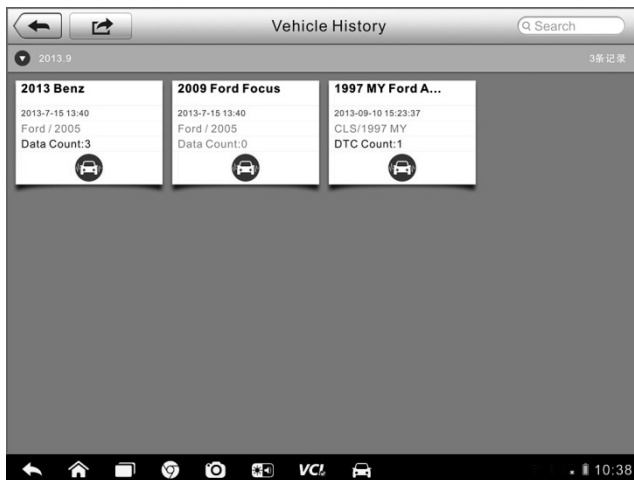 Vehicle History
Search
2013.9
3条记录
2013 Benz
2013-7-15 13:40
Ford / 2005
Data Count:3
2009 Ford Focus
2013-7-15 13:40
Ford / 2005
Data Count:0
1997 MY Ford A...
2013-09-10 15:23:37
CLS/1997 MY
DTC Count:1
VCI
10:38